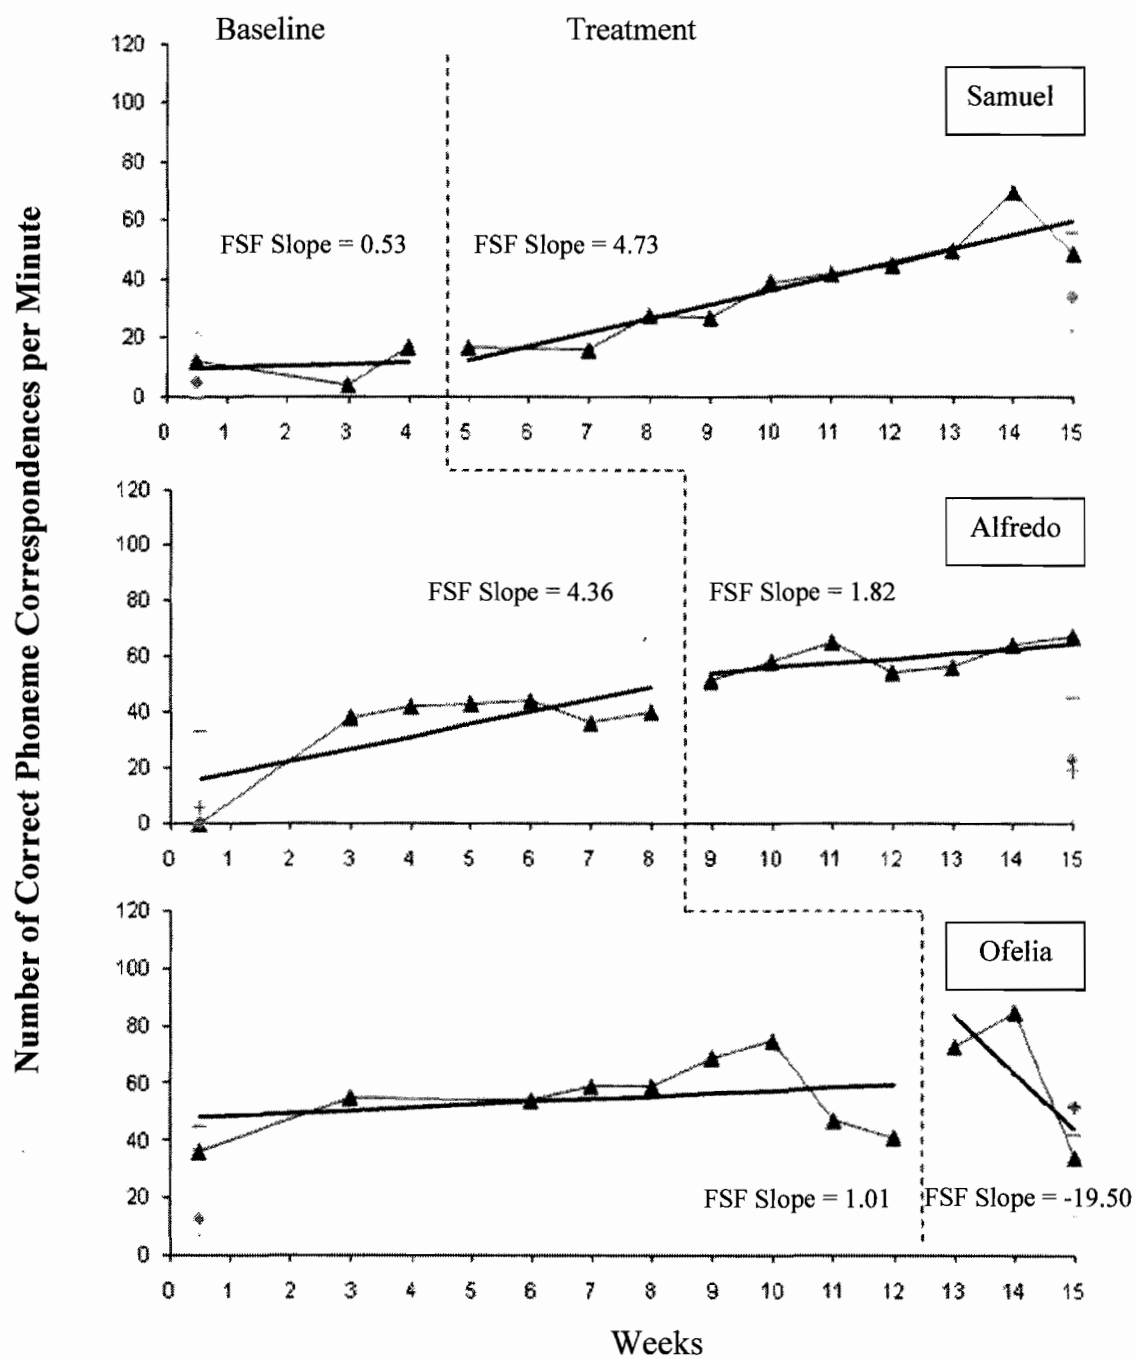 Baseline Treatment
120
100
80
60
40
20
0
Samuel
FSF Slope = 0.53 FSF Slope = 4.73
0 1 2 3 4 5 6 7 8 9 10 11 12 13 14 15
Number of Correct Phoneme Correspondences per Minute
120
100
80
60
40
20
0
Alfredo
FSF Slope = 4.36 FSF Slope = 1.82
0 1 2 3 4 5 6 7 8 9 10 11 12 13 14 15
120
100
80
60
40
20
0
Ofelia
FSF Slope = 1.01 FSF Slope = -19.50
0 1 2 3 4 5 6 7 8 9 10 11 12 13 14 15
Weeks